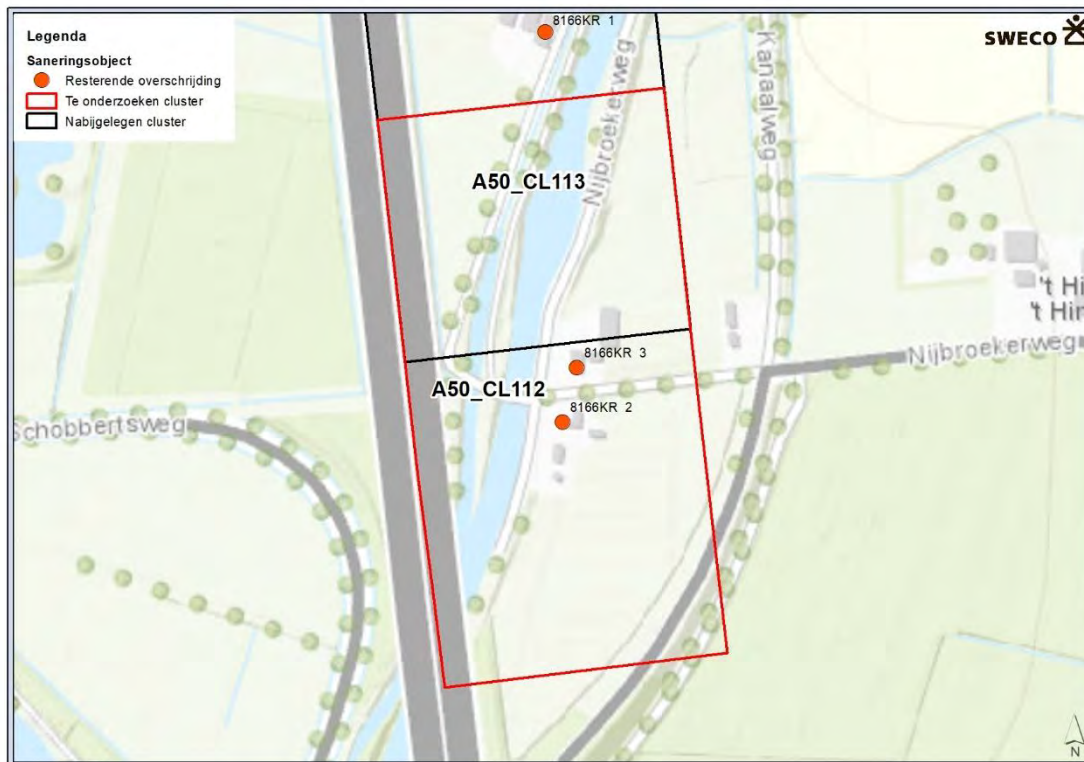 Legenda
Saneringsobject
Resterende overschrijding
Te onderzoeken cluster
Nabijgelegen cluster
8166KR 1
SWECO
Nijbroekerweg
Kanaalweg
A50_CL113
't Hi
't Hir
Nijbroekerweg
8166KR 3
A50_CL112
8166KR 2
Schobbertsweg
N